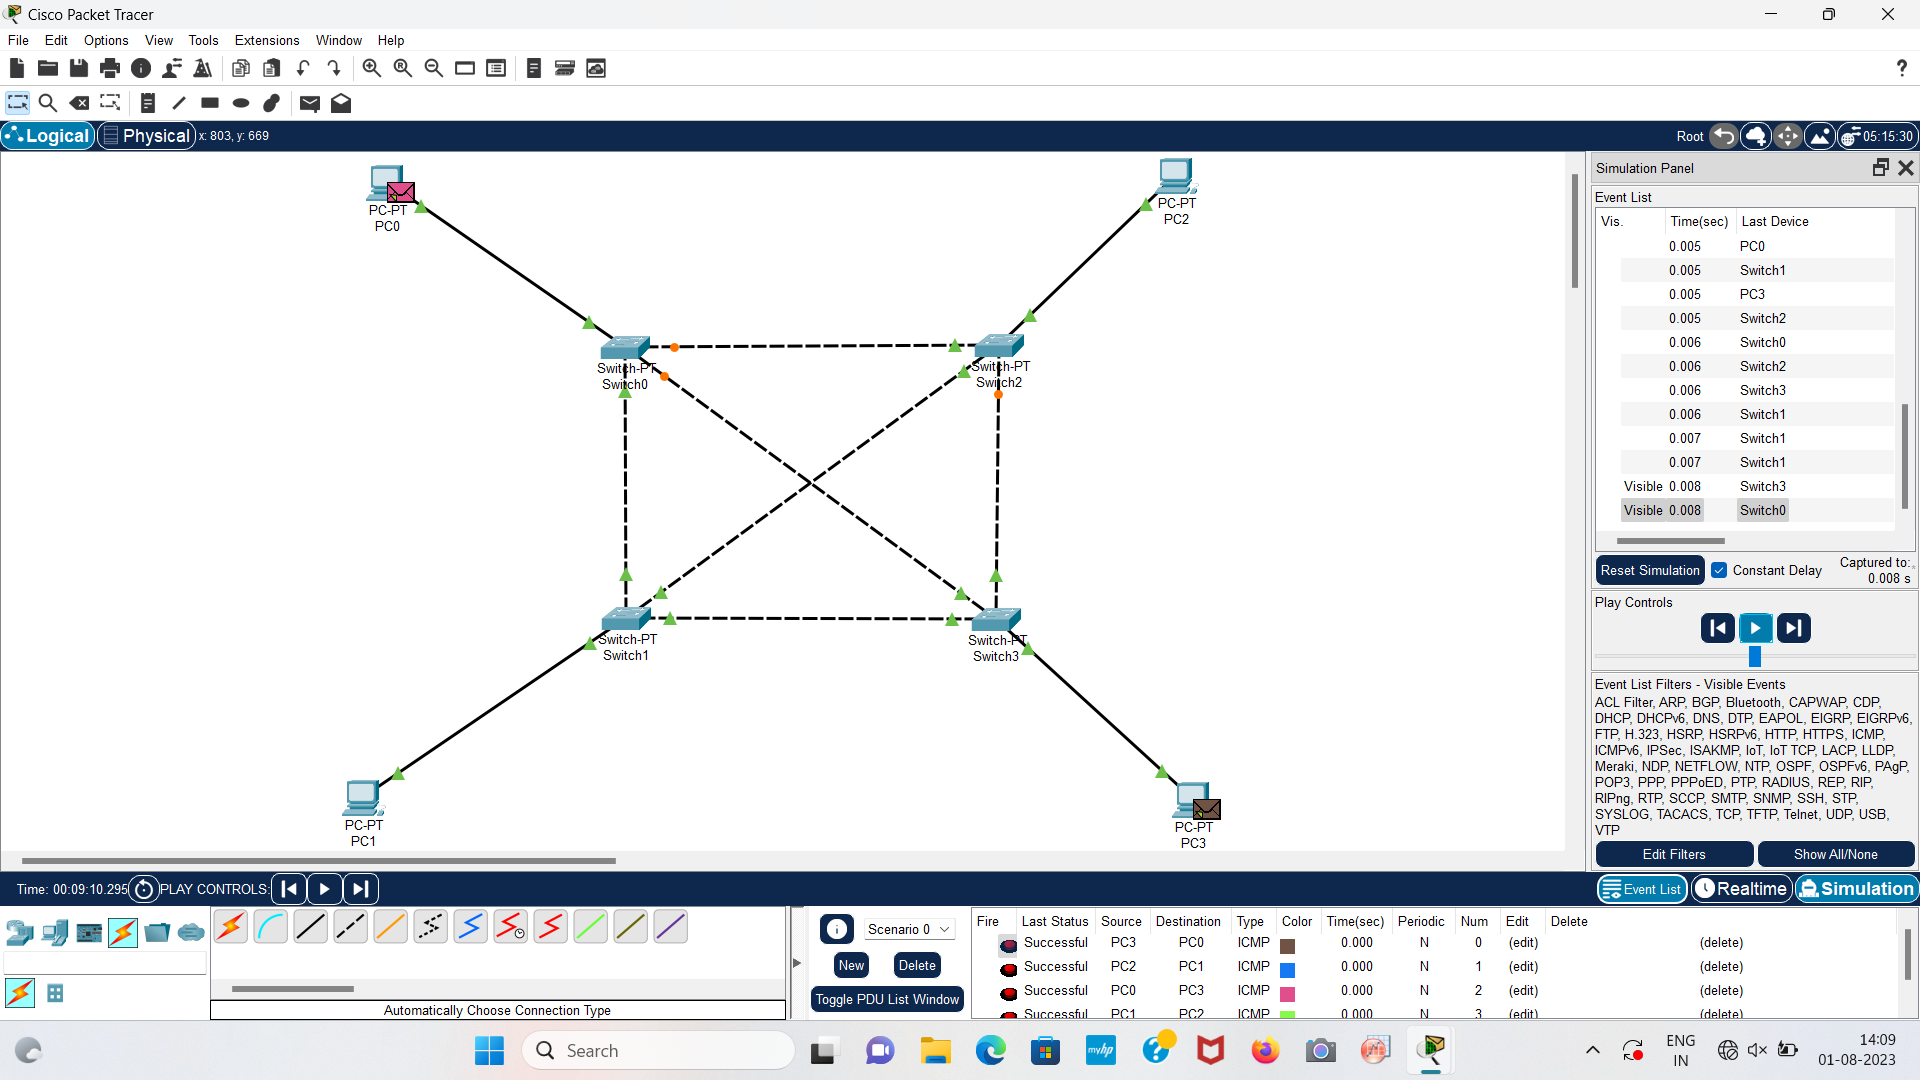 Cisco Packet Tracer
File Edit Options View Tools Extensions Window Help
?
Logical Physical x: 803, y: 669 Root 05:15:30
PC-PT
PC0
PC-PT
PC2
Switch-PT
Switch0
Switch-PT
Switch2
Switch-PT
Switch1
Switch-PT
Switch3
PC-PT
PC1
PC-PT
PC3
Simulation Panel
Event List
Vis. Time(sec) Last Device
0.005 PC0
0.005 Switch1
0.005 PC3
0.005 Switch2
0.006 Switch0
0.006 Switch2
0.006 Switch3
0.006 Switch1
0.007 Switch1
0.007 Switch1
Visible 0.008 Switch3
Visible 0.008 Switch0
Reset Simulation Constant Delay Captured to:
0.008 s
Play Controls
Event List Filters - Visible Events
ACL Filter, ARP, BGP, Bluetooth, CAPWAP, CDP,
DHCP, DHCPv6, DNS, DTP, EAPOL, EIGRP, EIGRPv6,
FTP, H.323, HSRP, HSRPv6, HTTP, HTTPS, ICMP,
ICMPv6, IPSec, ISAKMP, IoT, IoT TCP, LACP, LLDP,
Meraki, NDP, NETFLOW, NTP, OSPF, OSPFv6, PAgP,
POP3, PPP, PPPoED, PTP, RADIUS, REP, RIP,
RIPng, RTP, SCCP, SMTP, SNMP, SSH, STP,
SYSLOG, TACACS, TCP, TFTP, Telnet, UDP, USB,
VTP
Edit Filters Show All/None
Time: 00:09:10.295 PLAY CONTROLS: Event List Realtime Simulation
Automatically Choose Connection Type
Scenario 0
New Delete
Toggle PDU List Window
Fire Last Status Source Destination Type Color Time(sec) Periodic Num Edit Delete
Successful PC3 PC0 ICMP 0.000 N 0 (edit) (delete)
Successful PC2 PC1 ICMP 0.000 N 1 (edit) (delete)
Successful PC0 PC3 ICMP 0.000 N 2 (edit) (delete)
Successful PC1 PC2 ICMP 0.000 N 3 (edit) (delete)
Search
myhp
ENG
IN
14:09
01-08-2023